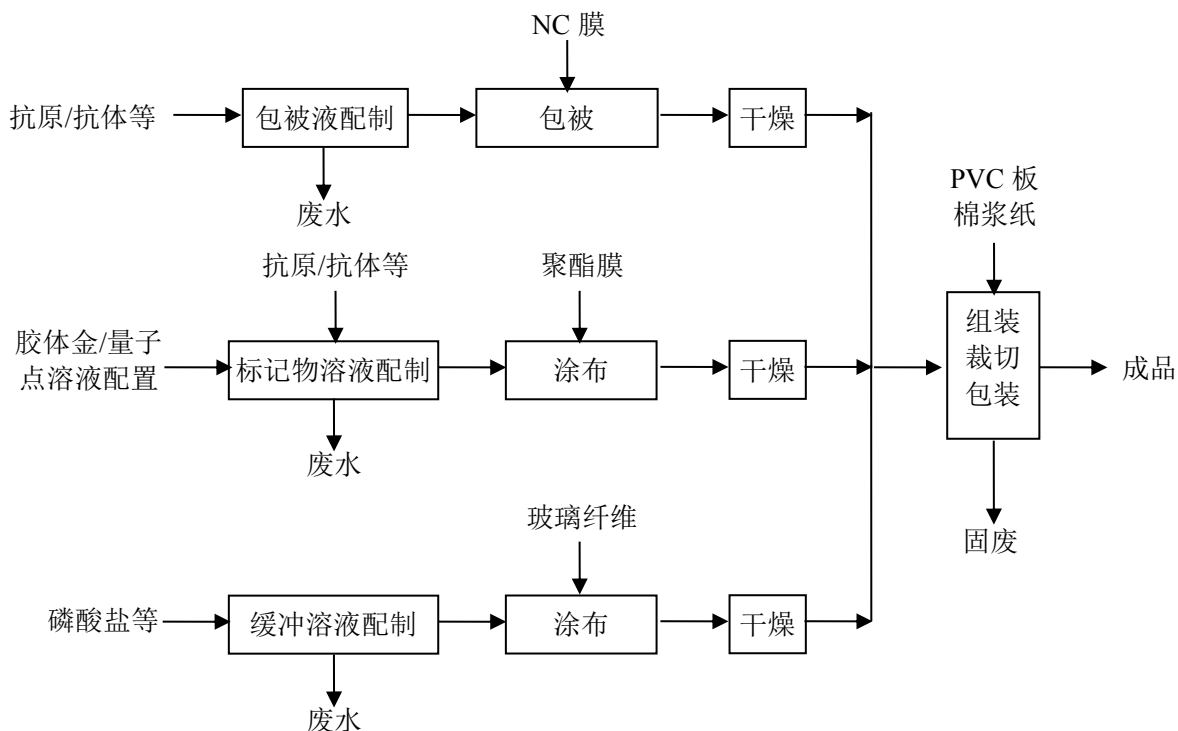 NC 膜
抗原/抗体等
包被液配制
包被
干燥
废水
PVC 板
棉浆纸
抗原/抗体等
聚酯膜
胶体金/量子
点溶液配置
标记物溶液配制
涂布
干燥
组装
裁切
包装
成品
废水
玻璃纤维
固废
磷酸盐等
缓冲溶液配制
涂布
干燥
废水